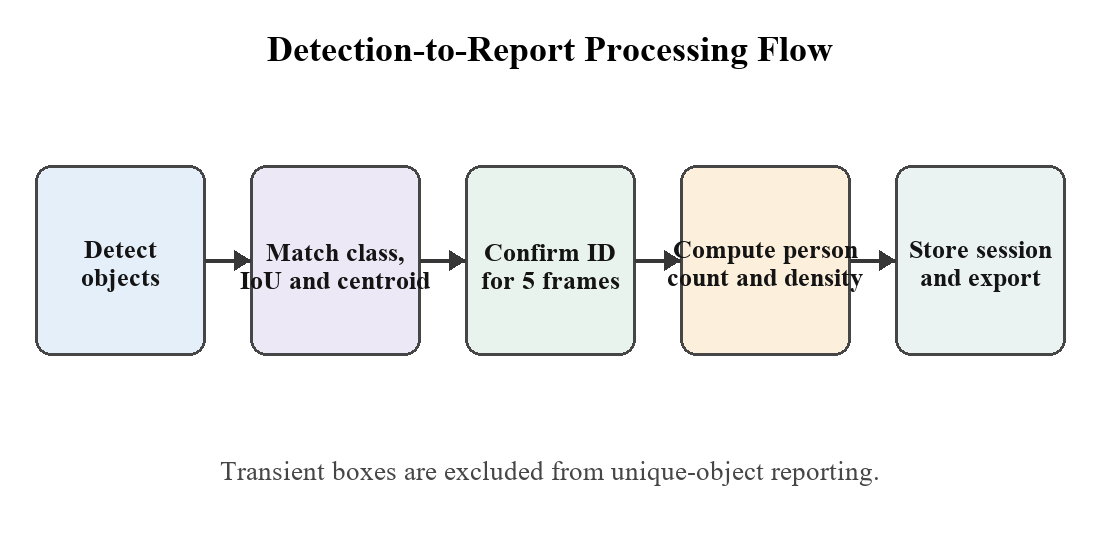 Detection-to-Report Processing Flow
Detect
objects
Match class,
IoU and centroid
Confirm ID
for 5 frames
Compute person
count and density
Store session
and export
Transient boxes are excluded from unique-object reporting.